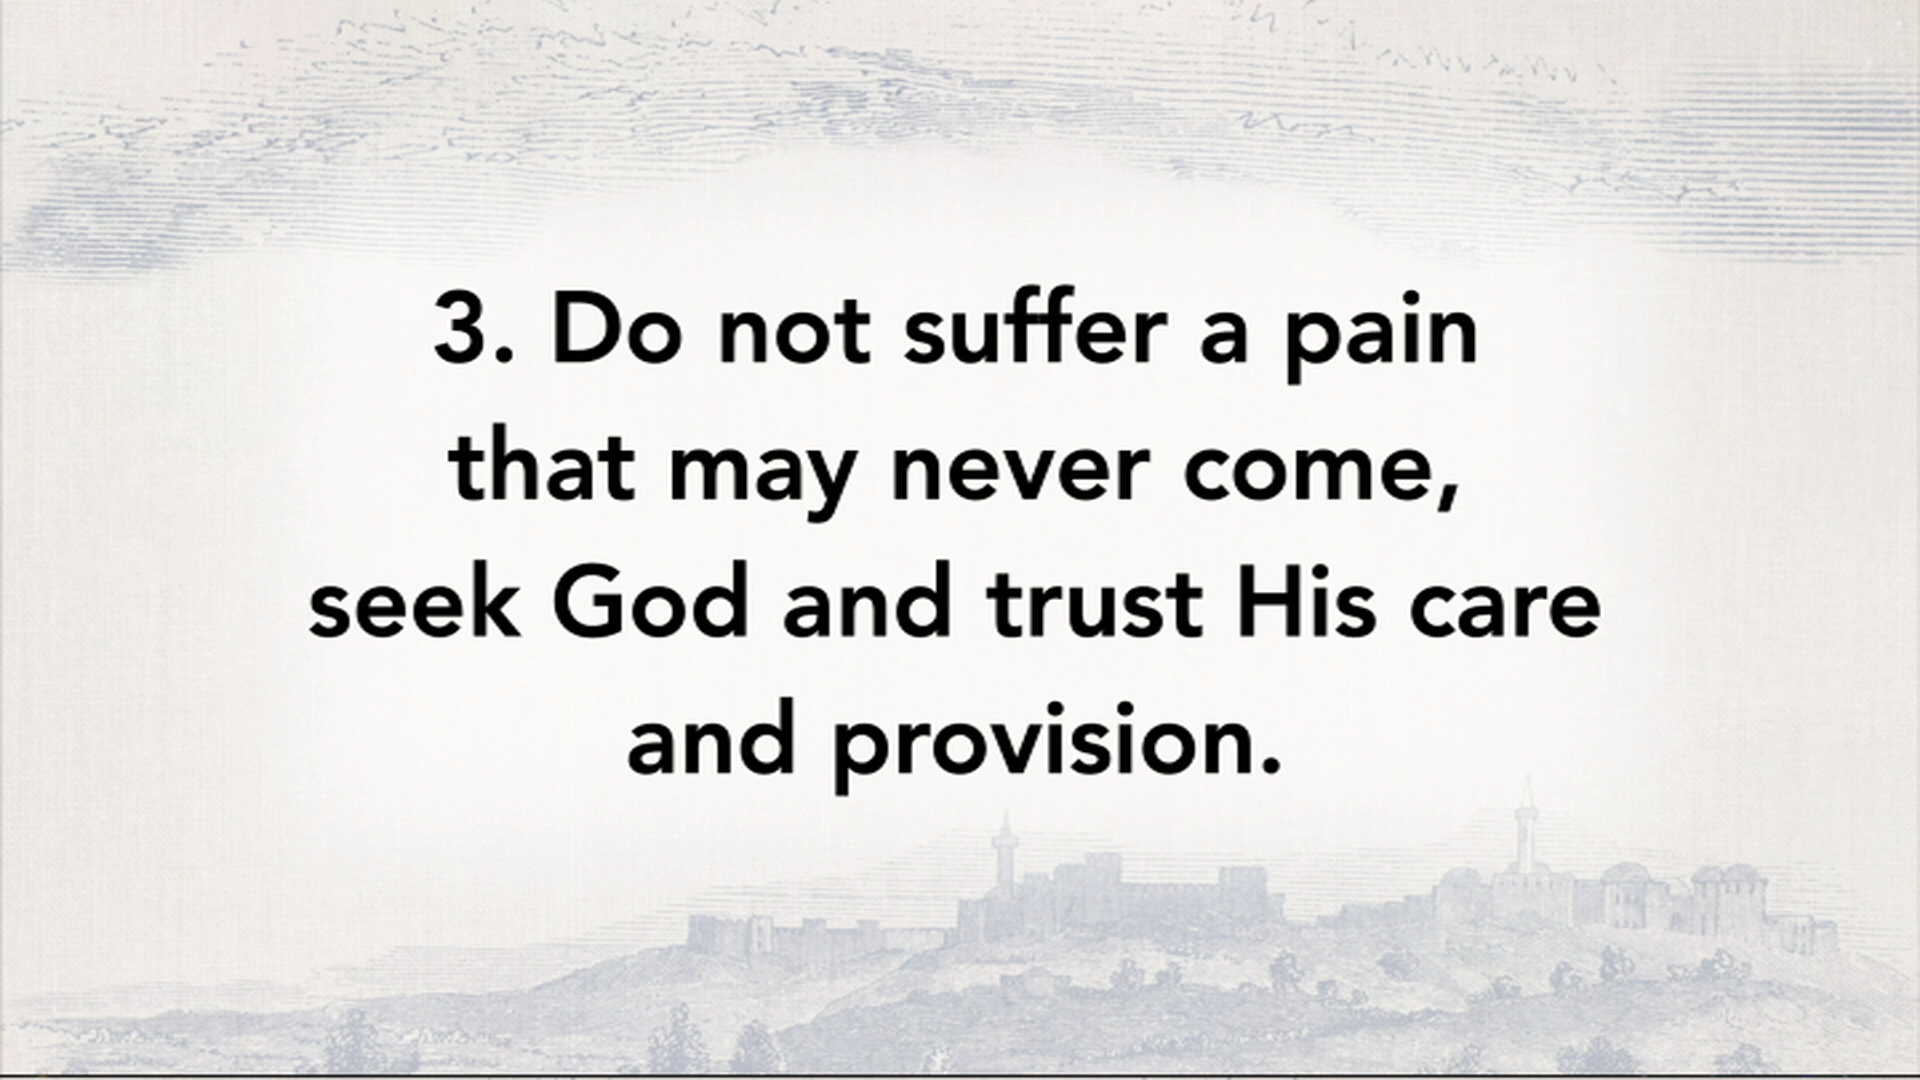 3. Do not suffer a pain
that may never come,
seek God and trust His care
and provision.